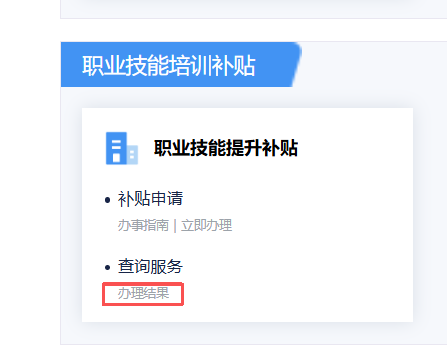 职业技能培训补贴
职业技能提升补贴
补贴申请
办事指南 | 立即办理
查询服务
办理结果